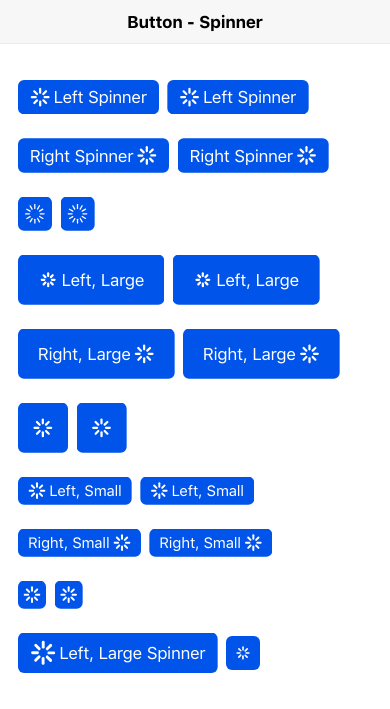 Button - Spinner
Left Spinner Left Spinner
Right Spinner Right Spinner
Left, Large Left, Large
Right, Large Right, Large
Left, Small Left, Small
Right, Small Right, Small
Left, Large Spinner